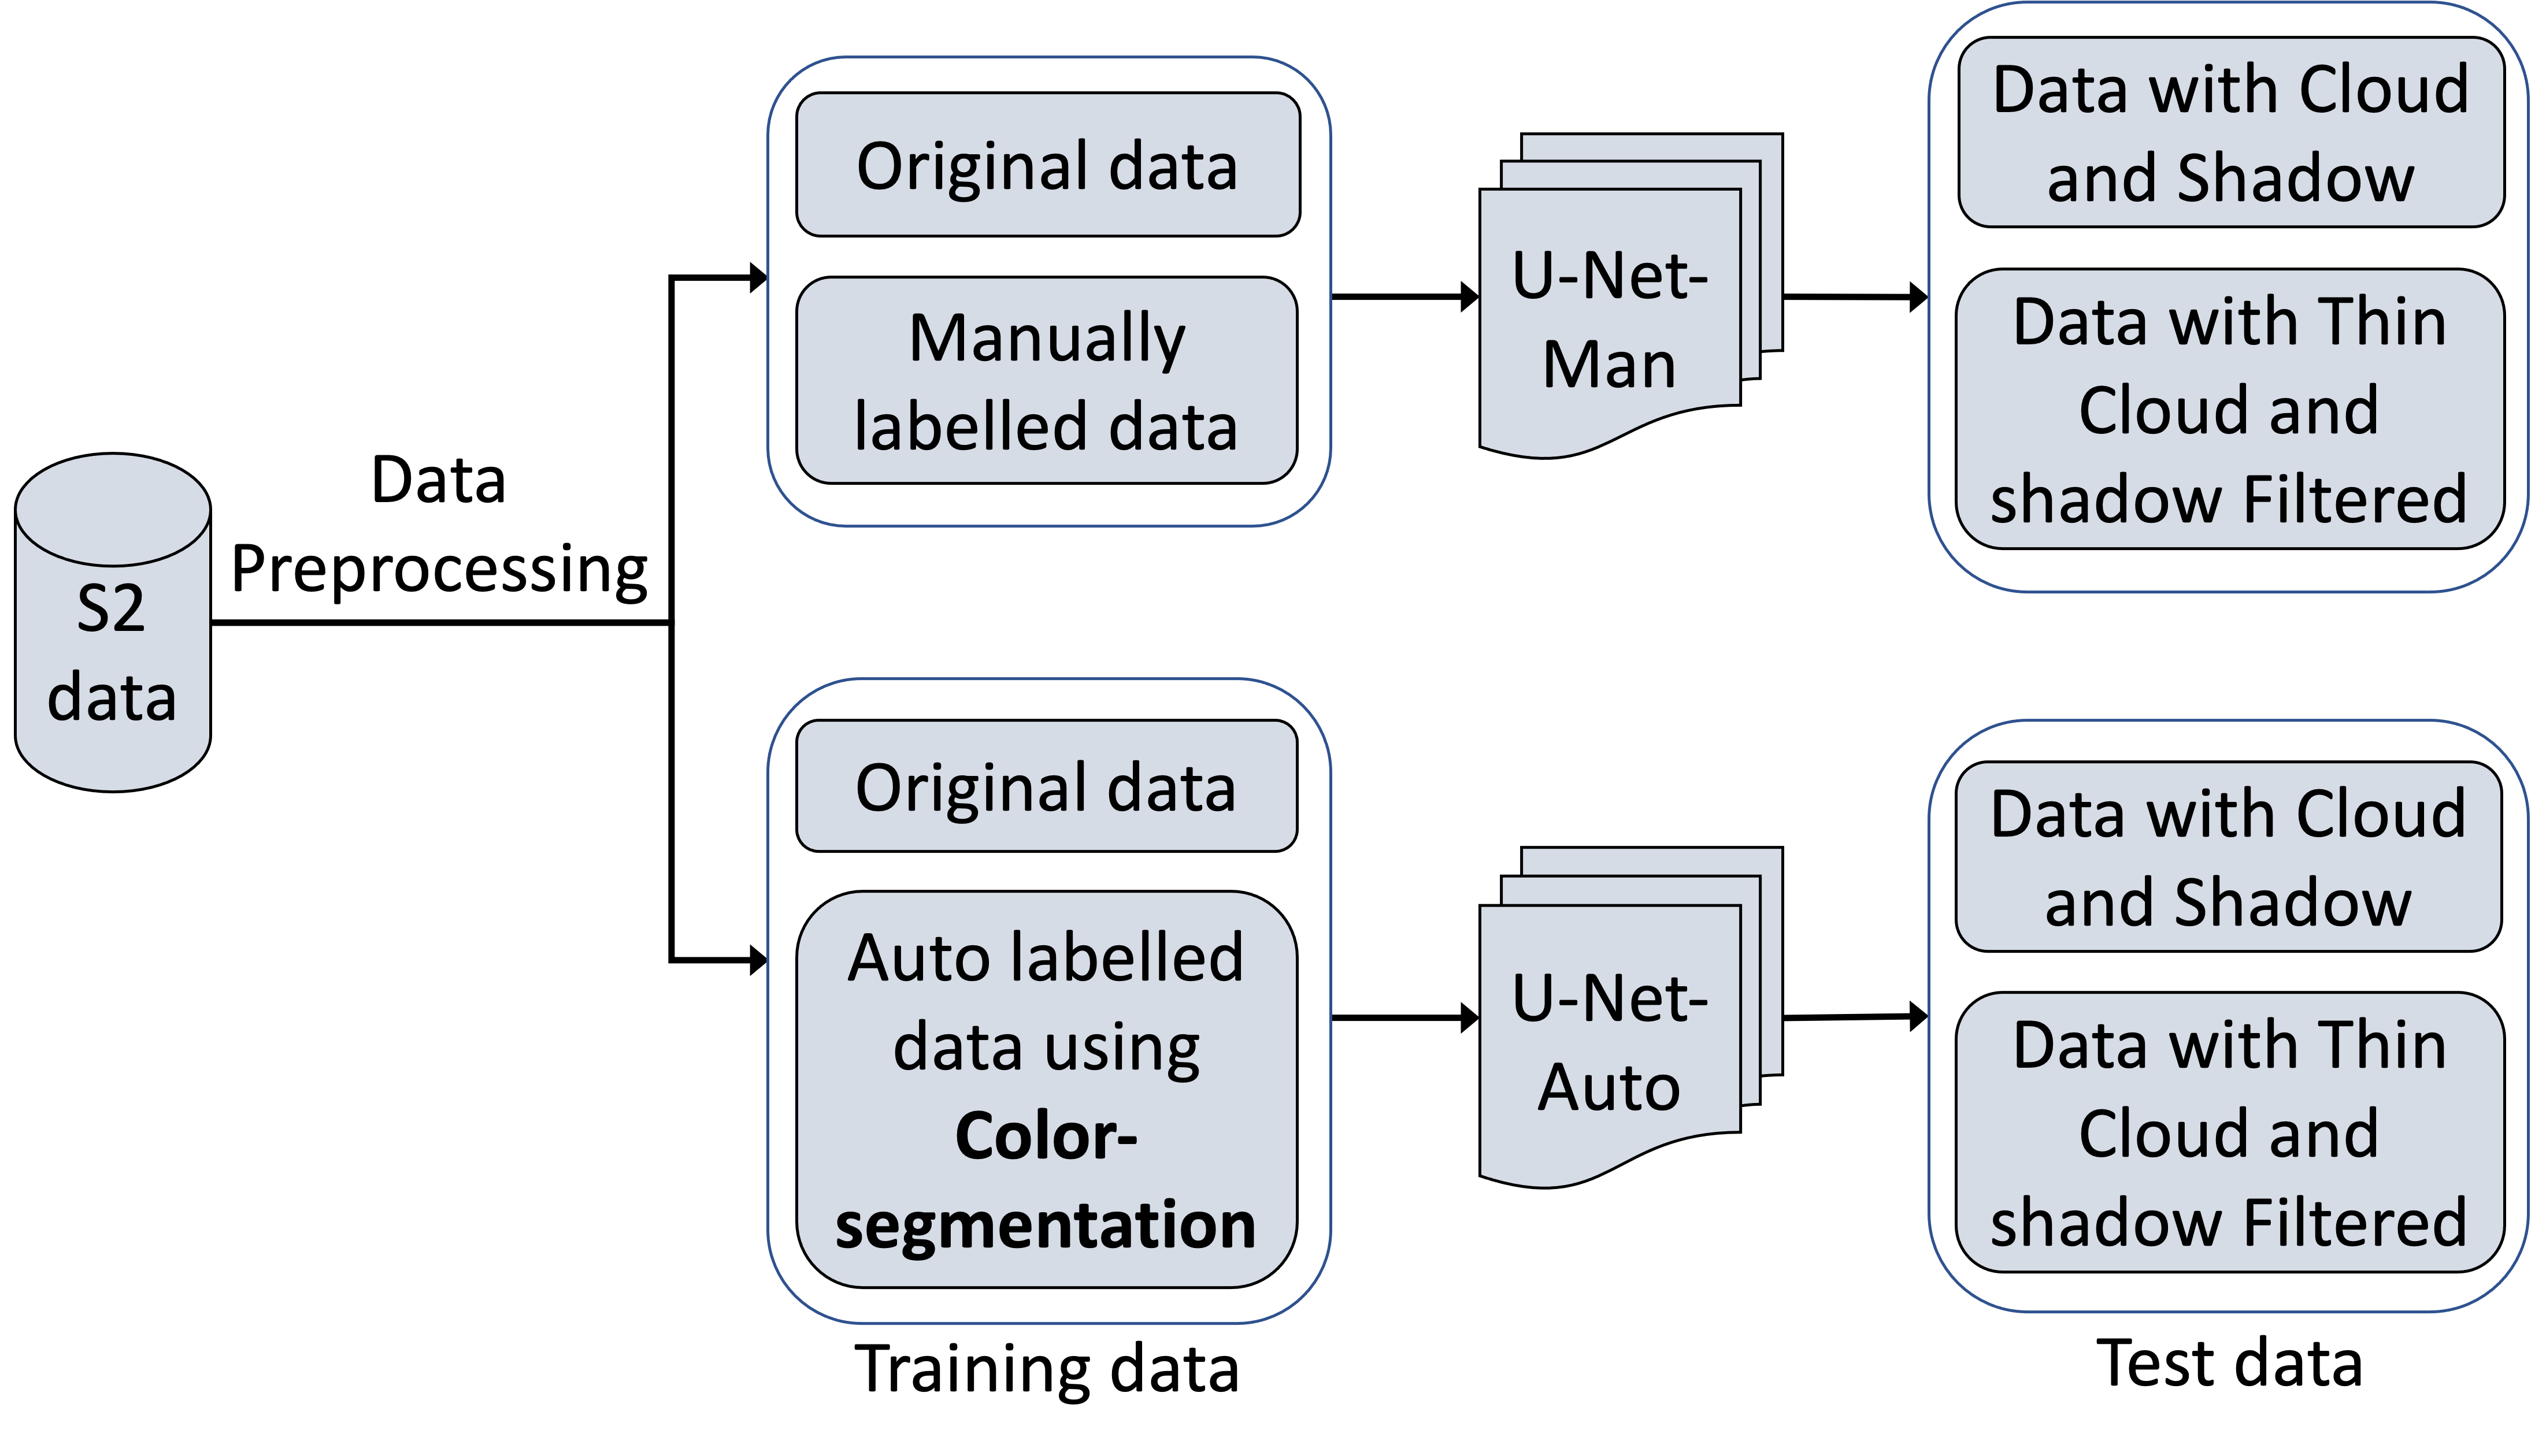 S2
data
Data
Preprocessing
Original data
Manually
labelled data
U-Net-
Man
Data with Cloud
and Shadow
Data with Thin
Cloud and
shadow Filtered
Original data
Auto labelled
data using
Color-
segmentation
Training data
U-Net-
Auto
Data with Cloud
and Shadow
Data with Thin
Cloud and
shadow Filtered
Test data